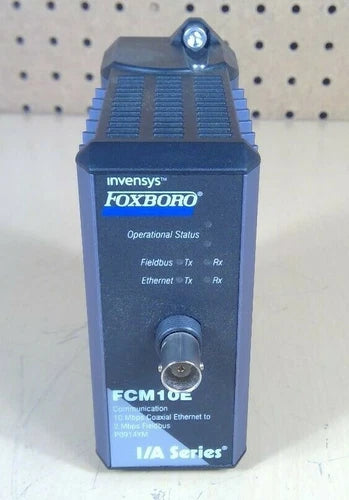 invensys™
FOXBORO®
Operational Status
Fieldbus Tx Rx
Ethernet Tx Rx
FCM10E
Communication
10 Mbps Coaxial Ethernet to
2 Mbps Fieldbus
P0914YM
I/A Series®